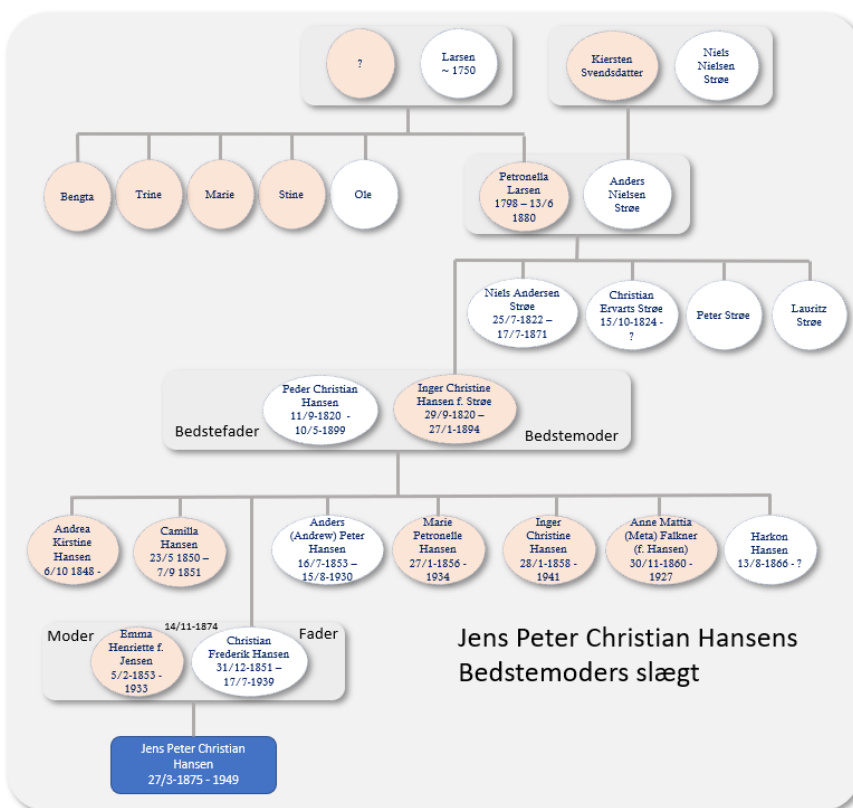 ?
Larsen
~ 1750
Kiersten
Svendsdatter
Niels
Nielsen
Strøe
Bengta
Trine
Marie
Stine
Ole
Petronella
Larsen
1798 – 13/6
1880
Anders
Nielsen
Strøe
Niels Andersen
Strøe
25/7-1822 –
17/7-1871
Christian
Ervarts Strøe
15/10-1824 -
?
Peter Strøe
Lauritz
Strøe
Peder Christian
Hansen
11/9-1820 -
10/5-1899
Bedstefader
Inger Christine
Hansen f. Strøe
29/9-1820 –
27/1-1894
Bedstemoder
Andrea
Kirstine
Hansen
6/10 1848 -
Camilla
Hansen
23/5 1850 –
7/9 1851
Anders
(Andrew) Peter
Hansen
16/7-1853 –
15/8-1930
Marie
Petronelle
Hansen
27/1-1856 -
1934
Inger
Christine
Hansen
28/1-1858 -
1941
Anne Mattia
(Meta) Falkner
(f. Hansen)
30/11-1860 -
1927
Harkon
Hansen
13/8-1866 - ?
Moder
Emma
Henriette f.
Jensen
5/2-1853 -
1933
14/11-1874
Christian
Frederik Hansen
31/12-1851 –
17/7-1939
Fader
Jens Peter Christian Hansens
Bedstemoders slægt
Jens Peter Christian
Hansen
27/3-1875 - 1949